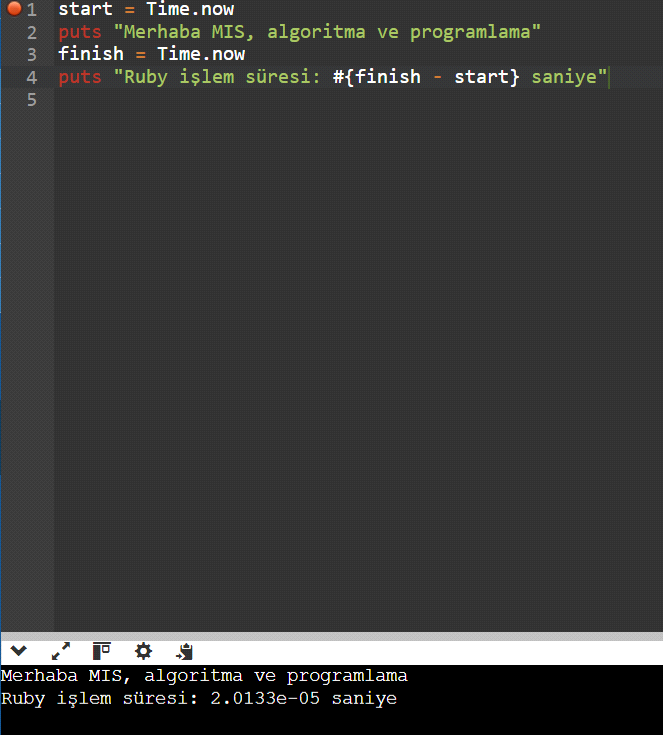 1 start = Time.now
2 puts "Merhaba MIS, algoritma ve programlama"
3 finish = Time.now
4 puts "Ruby işlem süresi: #{finish - start} saniye"
5
Merhaba MIS, algoritma ve programlama
Ruby işlem süresi: 2.0133e-05 saniye